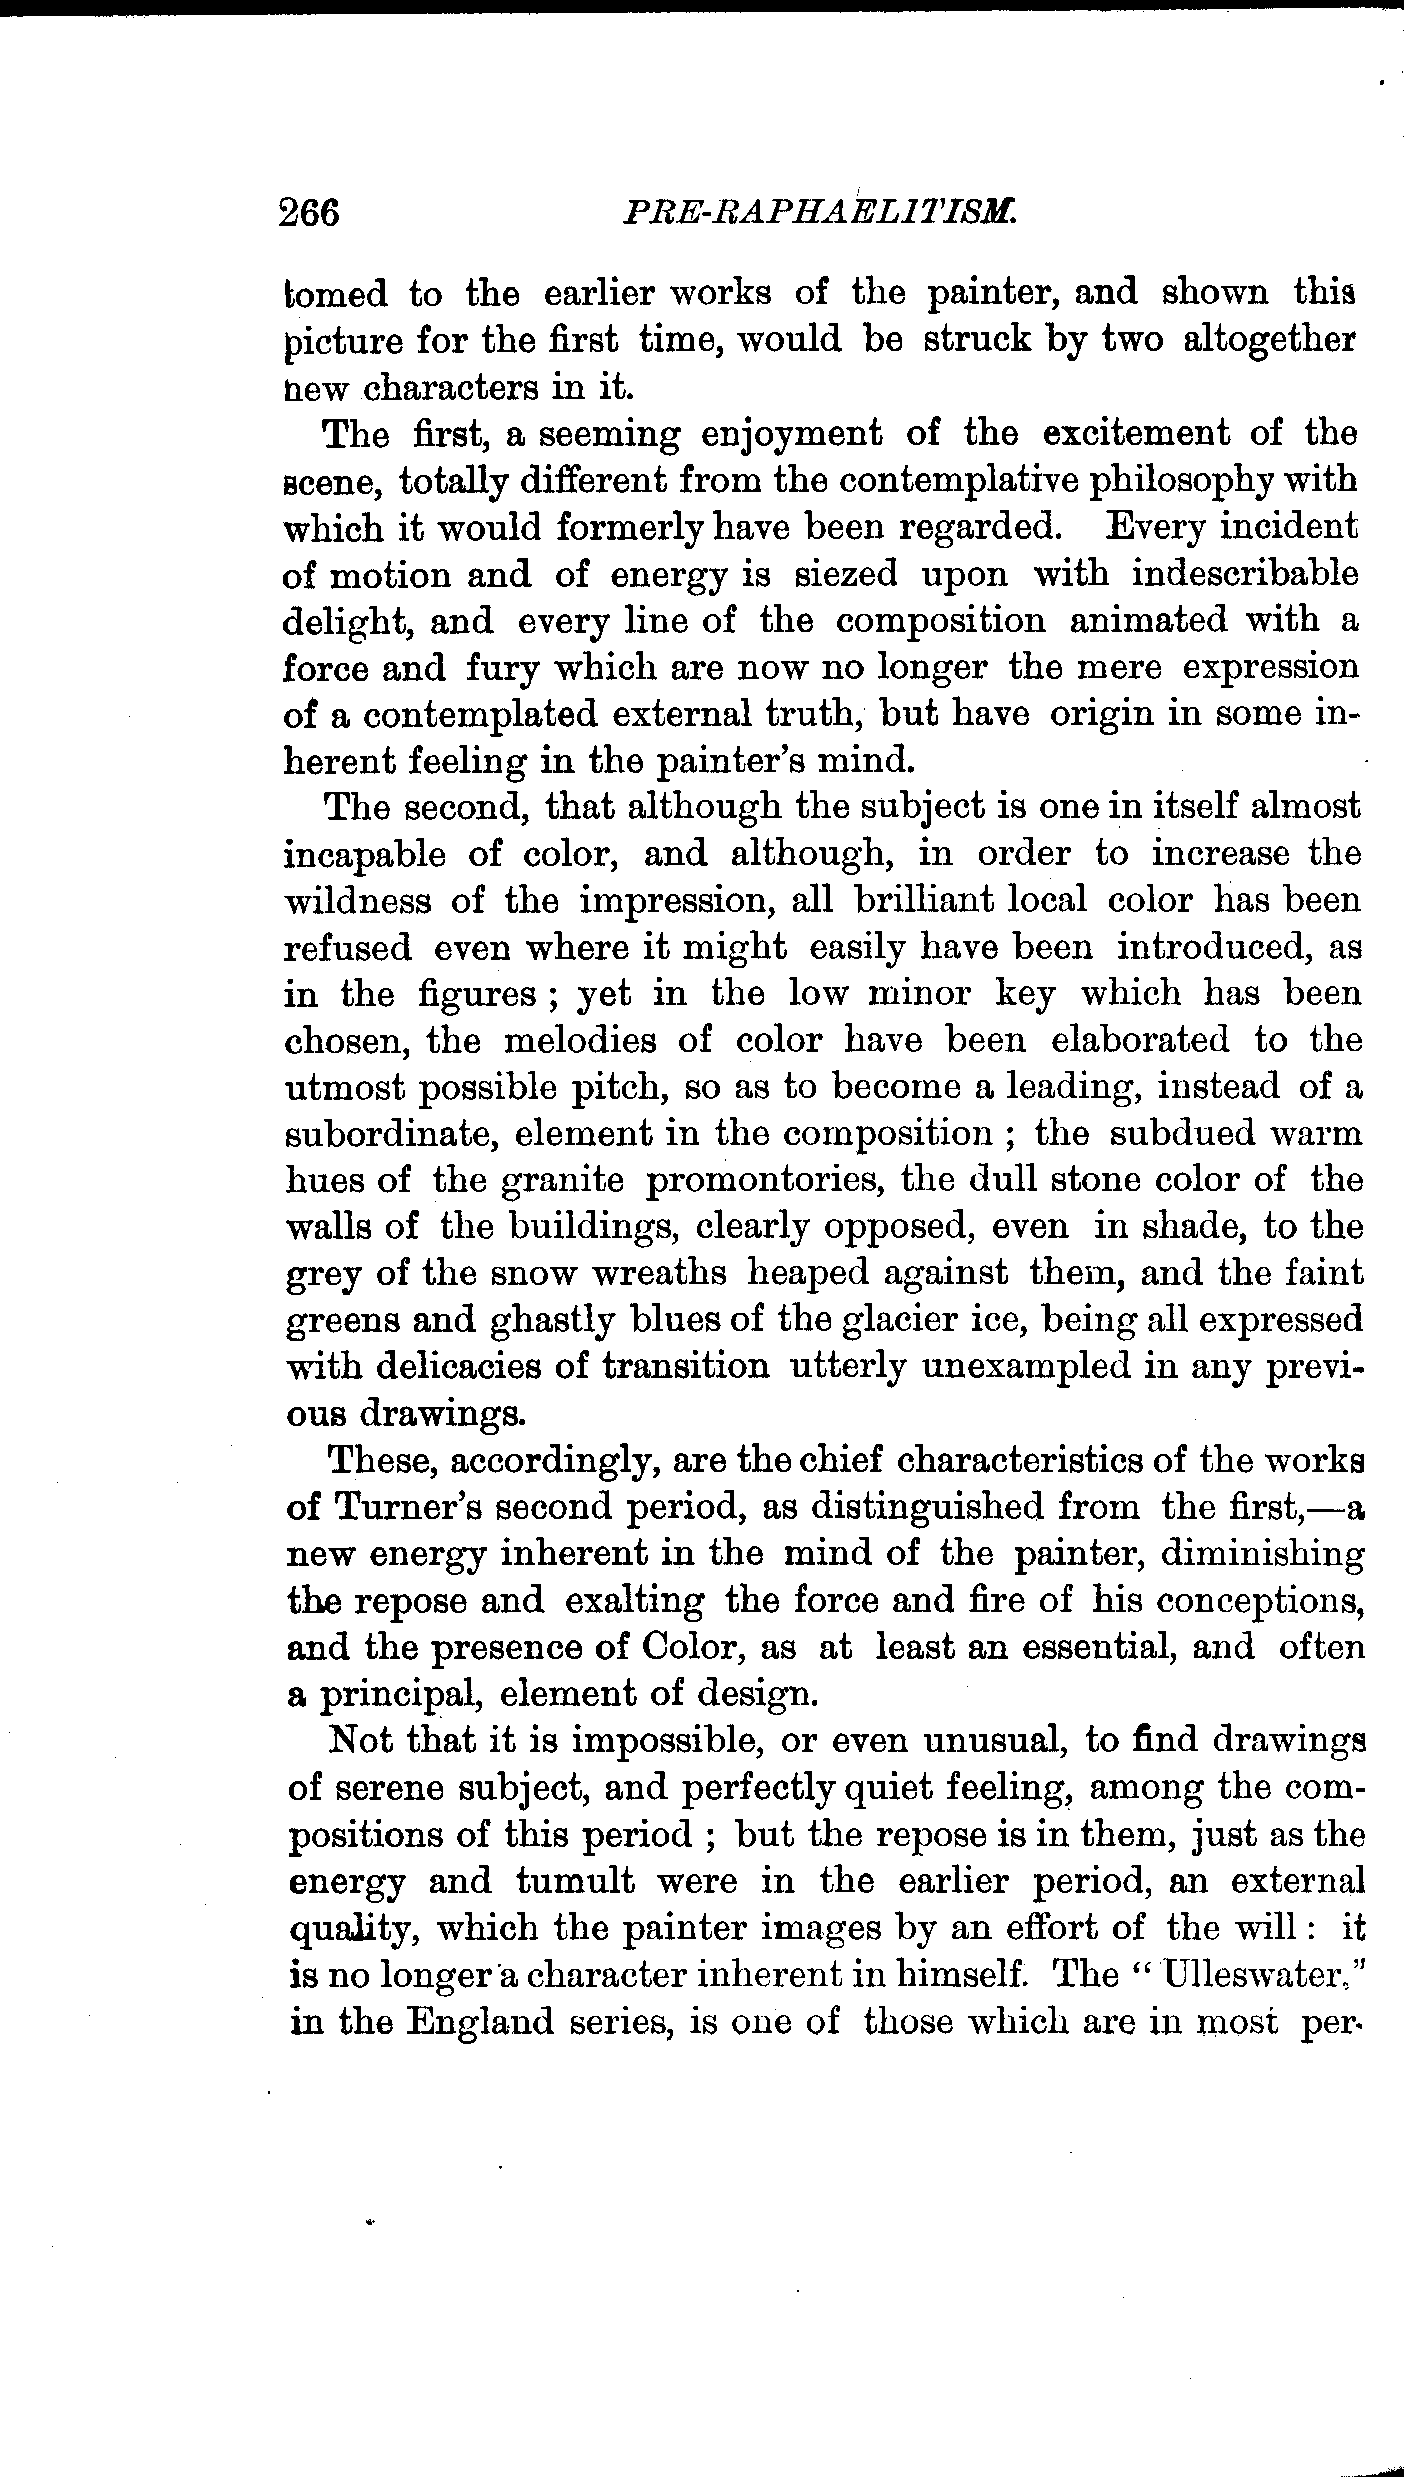 266 PRE-RAPHAELITISM.
tomed to the earlier works of the painter, and shown this
picture for the first time, would be struck by two altogether
new characters in it.
The first, a seeming enjoyment of the excitement of the
scene, totally different from the contemplative philosophy with
which it would formerly have been regarded. Every incident
of motion and of energy is siezed upon with indescribable
delight, and every line of the composition animated with a
force and fury which are now no longer the mere expression
of a contemplated external truth, but have origin in some in-
herent feeling in the painter's mind.
The second, that although the subject is one in itself almost
incapable of color, and although, in order to increase the
wildness of the impression, all brilliant local color has been
refused even where it might easily have been introduced, as
in the figures ; yet in the low minor key which has been
chosen, the melodies of color have been elaborated to the
utmost possible pitch, so as to become a leading, instead of a
subordinate, element in the composition ; the subdued warm
hues of the granite promontories, the dull stone color of the
walls of the buildings, clearly opposed, even in shade, to the
grey of the snow wreaths heaped against them, and the faint
greens and ghastly blues of the glacier ice, being all expressed
with delicacies of transition utterly unexampled in any previ-
ous drawings.
These, accordingly, are the chief characteristics of the works
of Turner's second period, as distinguished from the first,—a
new energy inherent in the mind of the painter, diminishing
the repose and exalting the force and fire of his conceptions,
and the presence of Color, as at least an essential, and often
a principal, element of design.
Not that it is impossible, or even unusual, to find drawings
of serene subject, and perfectly quiet feeling, among the com-
positions of this period ; but the repose is in them, just as the
energy and tumult were in the earlier period, an external
quality, which the painter images by an effort of the will : it
is no longer a character inherent in himself. The "Ulleswater,"
in the England series, is one of those which are in most per-